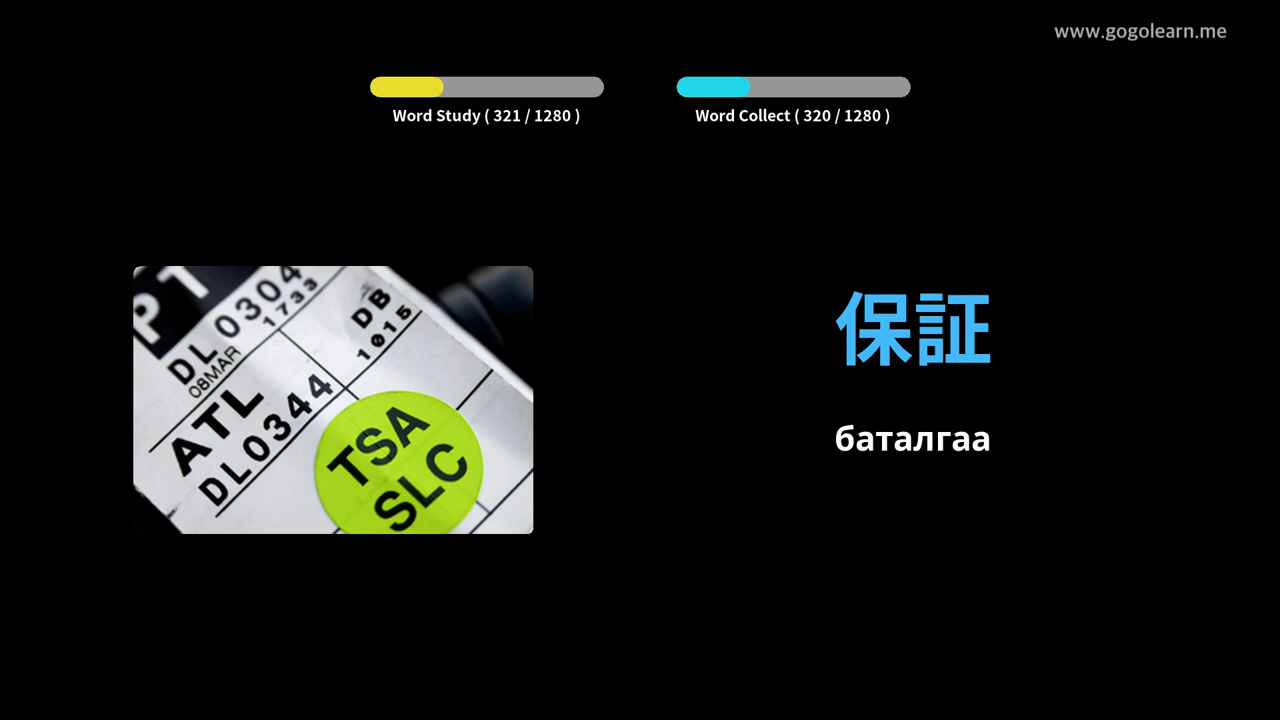 www.gogolearn.me
Word Study ( 321 / 1280 )
Word Collect ( 320 / 1280 )
P1
DL0304
1733
08MAR
DB
1015
ATL
DL0344
TSA
SLC
保証
баталгаа